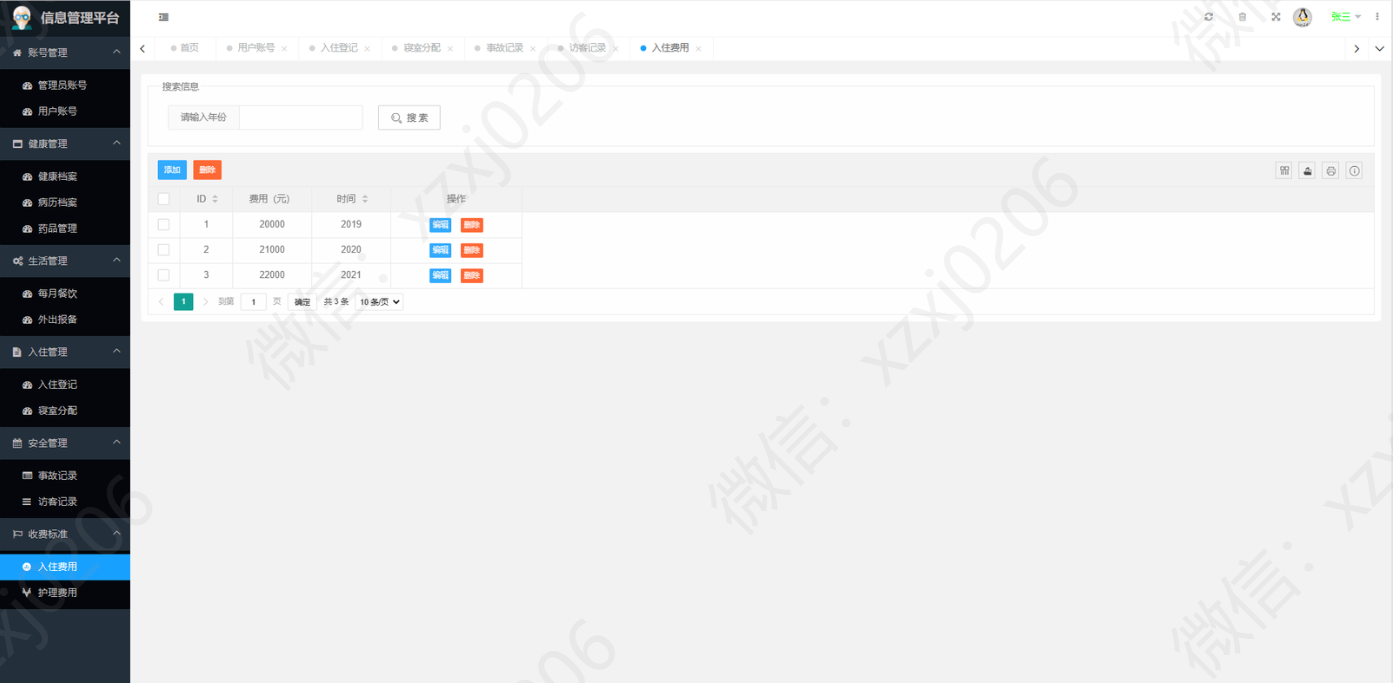 信息管理平台
张三
首页 用户账号 入住登记 寝室分配 事故记录 访客记录 入住费用
账号管理
管理员账号
用户账号
健康管理
健康档案
病历档案
药品管理
生活管理
每月餐饮
外出报备
入住管理
入住登记
寝室分配
安全管理
事故记录
访客记录
收费标准
入住费用
护理费用
搜索信息
请输入年份 搜 索
添加 删除
ID 费用（元） 时间 操作
1 20000 2019 编辑 删除
2 21000 2020 编辑 删除
3 22000 2021 编辑 删除
1 到第 1 页 确定 共 3 条 10 条/页
微信：xzxj0206
微信：xzxj0206
微信：
xzxj0206
xzxj
0206
微